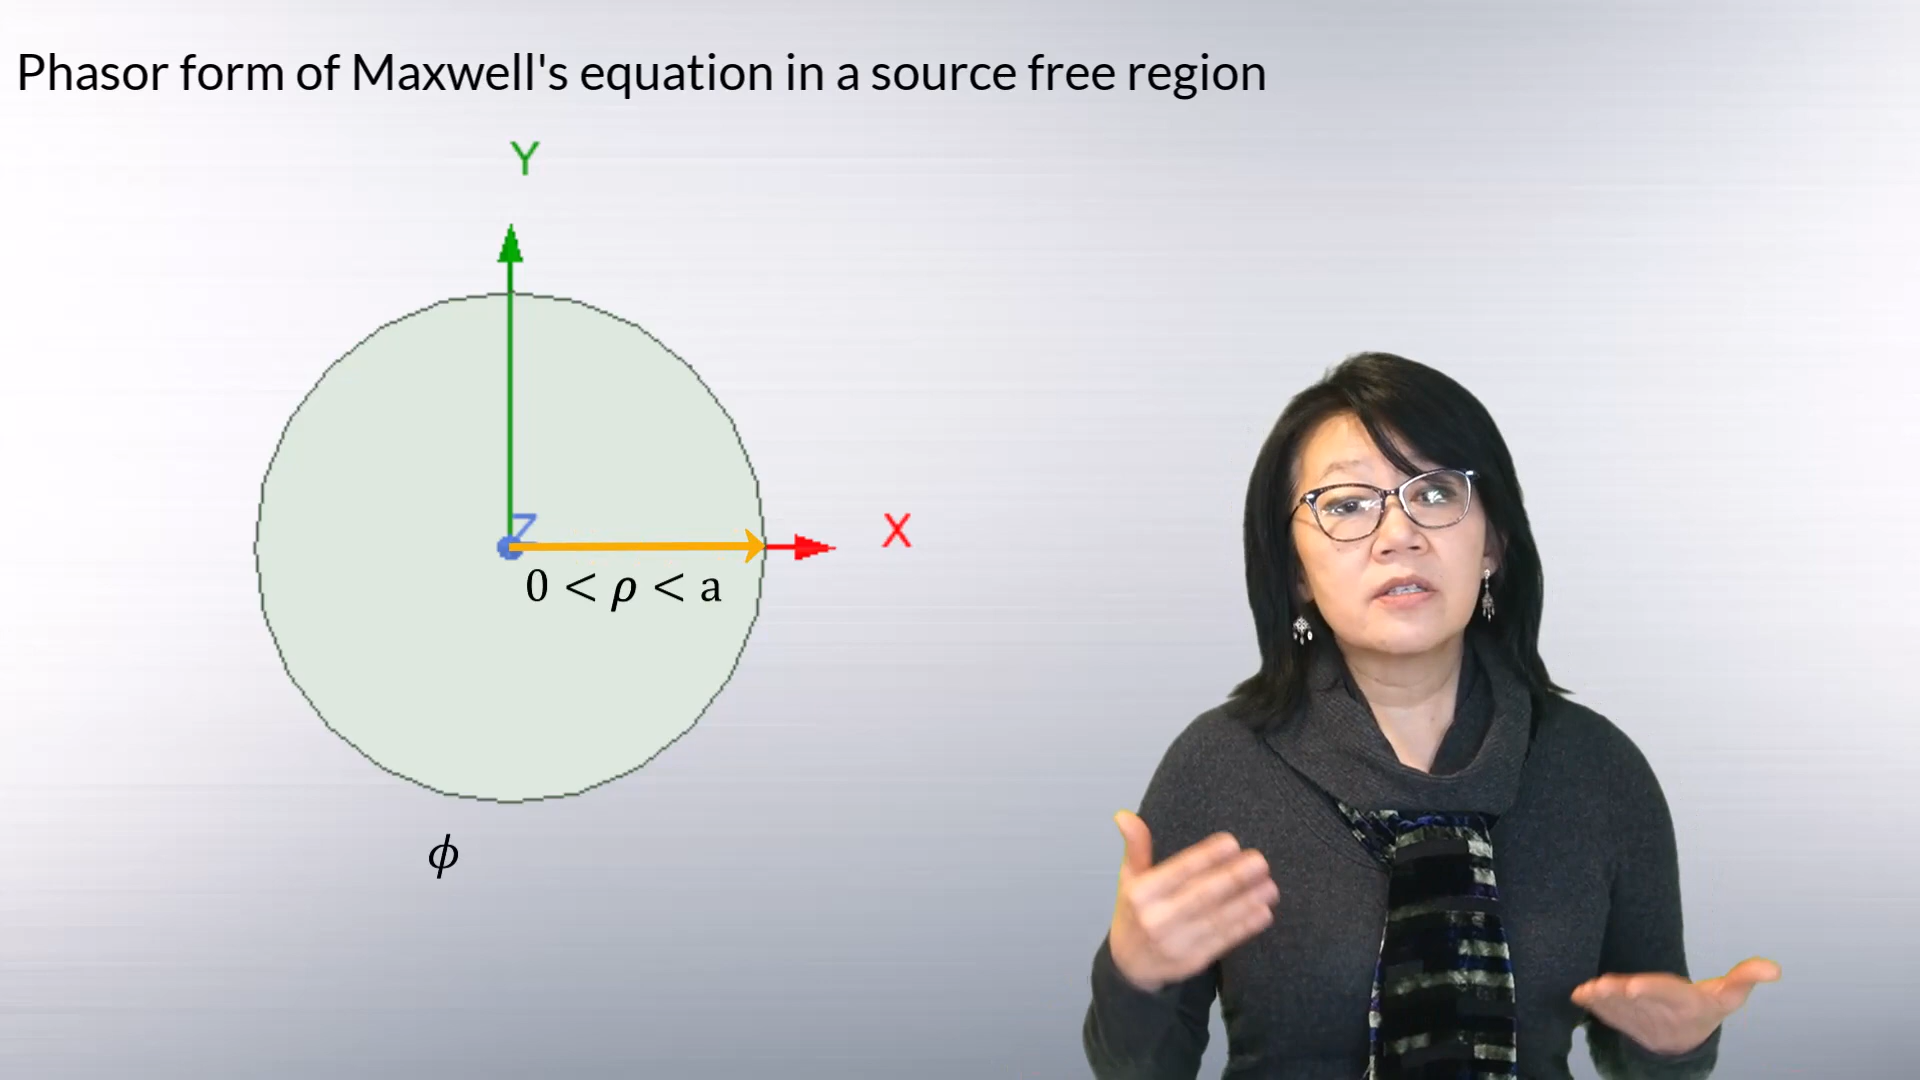 Phasor form of Maxwell's equation in a source free region
Y
Z
X
0 < ρ < a
ϕ